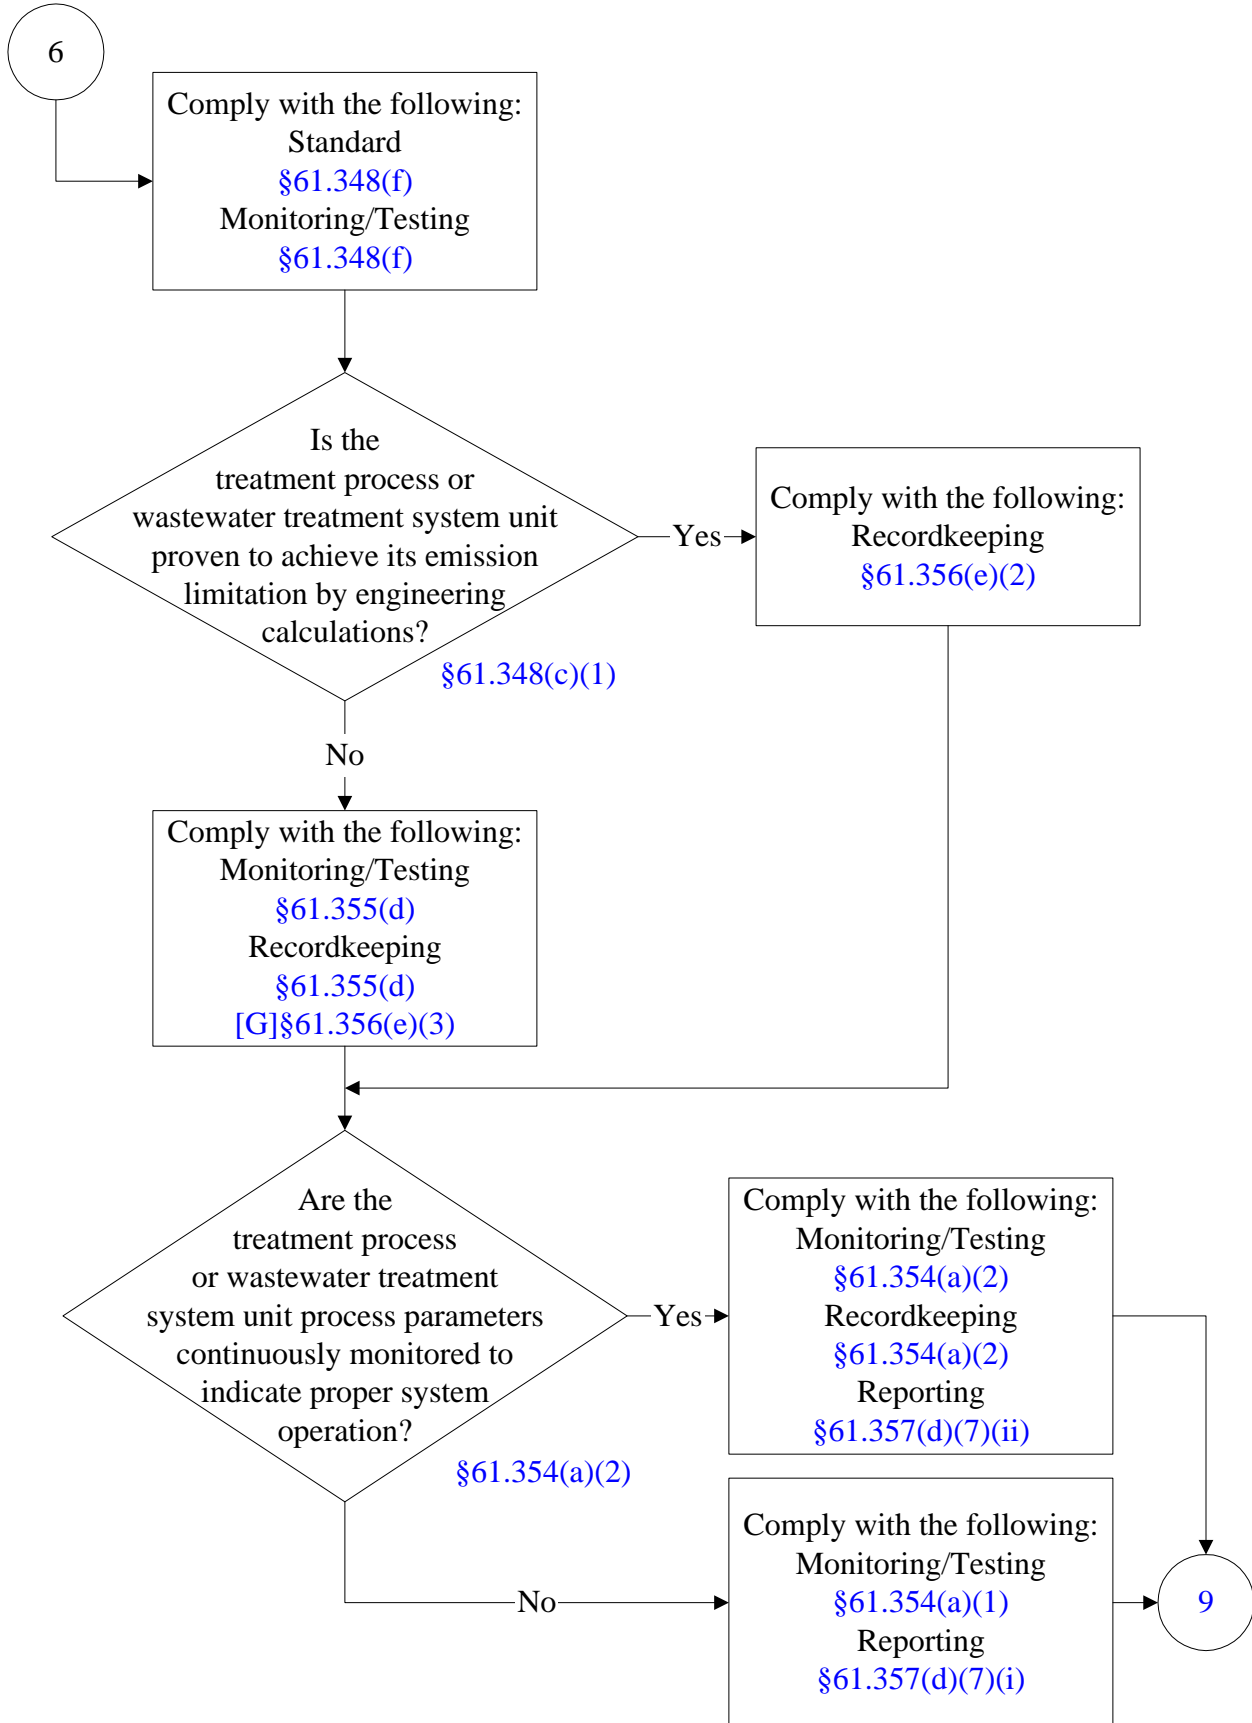 6
Comply with the following:
Standard
§61.348(f)
Monitoring/Testing
§61.348(f)
Is the
treatment process or
wastewater treatment system unit
proven to achieve its emission
limitation by engineering
calculations?
§61.348(c)(1)
Yes
Comply with the following:
Recordkeeping
§61.356(e)(2)
No
Comply with the following:
Monitoring/Testing
§61.355(d)
Recordkeeping
§61.355(d)
[G]§61.356(e)(3)
Are the
treatment process
or wastewater treatment
system unit process parameters
continuously monitored to
indicate proper system
operation?
§61.354(a)(2)
Yes
Comply with the following:
Monitoring/Testing
§61.354(a)(2)
Recordkeeping
§61.354(a)(2)
Reporting
§61.357(d)(7)(ii)
No
Comply with the following:
Monitoring/Testing
§61.354(a)(1)
Reporting
§61.357(d)(7)(i)
9